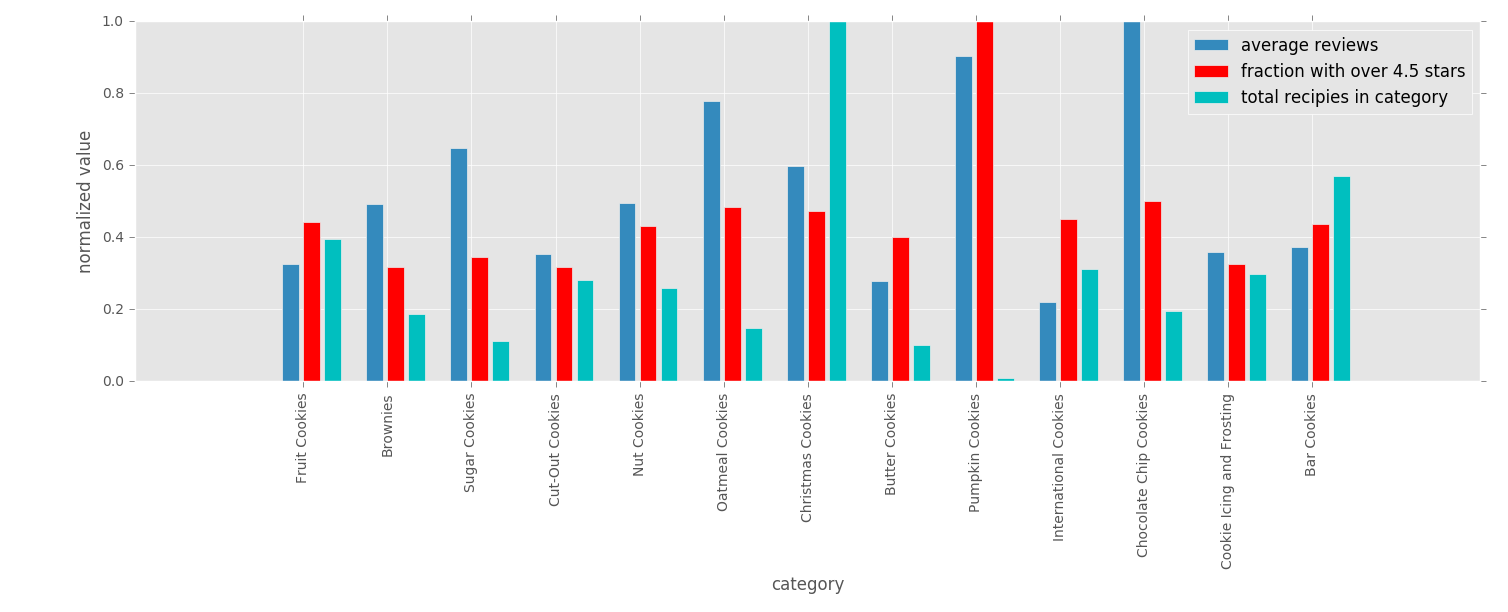 1.0
0.8
0.6
0.4
0.2
0.0
normalized value
average reviews
fraction with over 4.5 stars
total recipies in category
Fruit Cookies
Brownies
Sugar Cookies
Cut-Out Cookies
Nut Cookies
Oatmeal Cookies
Christmas Cookies
Butter Cookies
Pumpkin Cookies
International Cookies
Chocolate Chip Cookies
Cookie Icing and Frosting
Bar Cookies
category